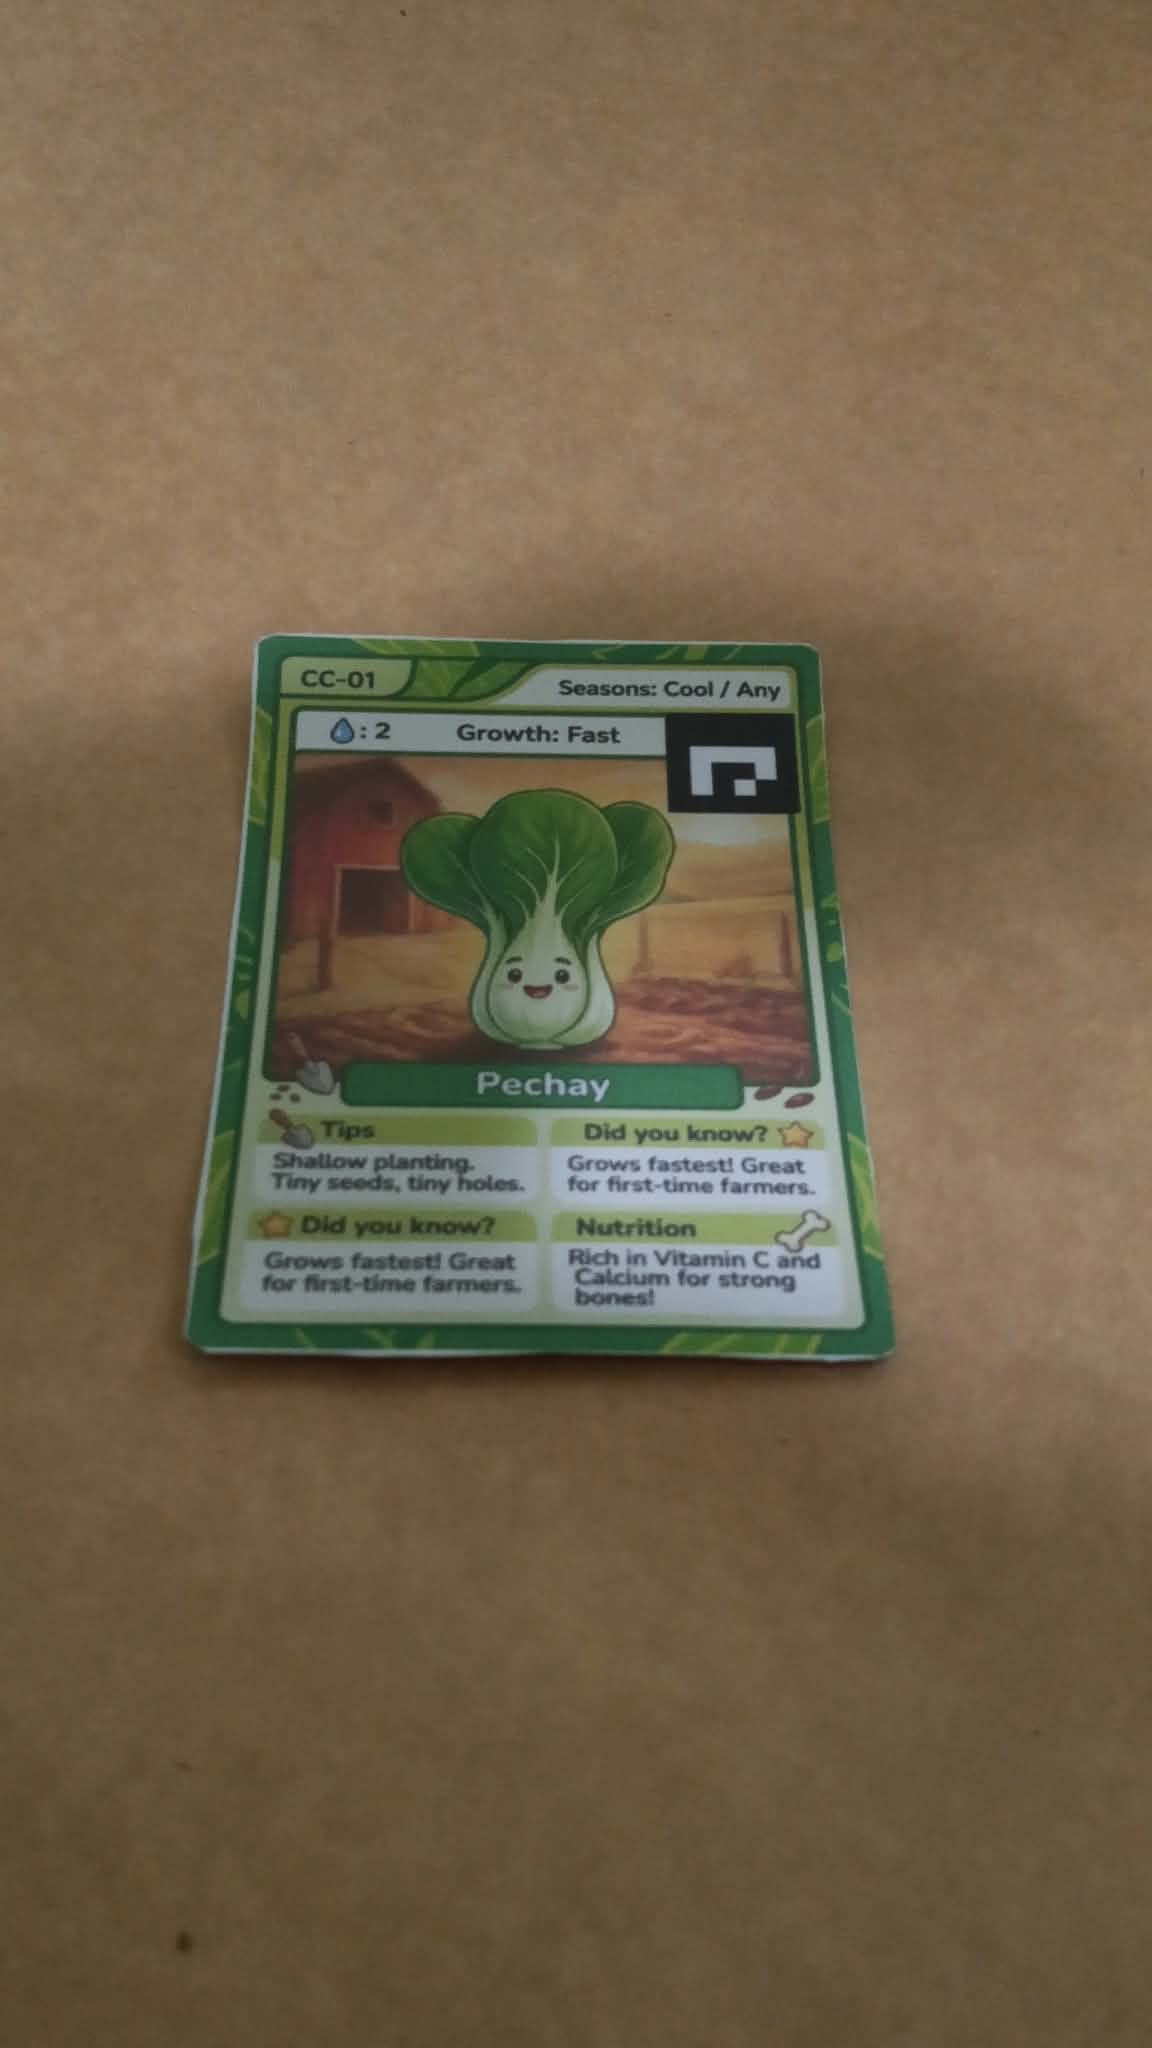 CC-01
Seasons: Cool / Any
: 2
Growth: Fast
Pechay
Tips
Shallow planting.
Tiny seeds, tiny holes.
Did you know?
Grows fastest! Great
for first-time farmers.
Did you know?
Grows fastest! Great
for first-time farmers.
Nutrition
Rich in Vitamin C and
Calcium for strong
bones!